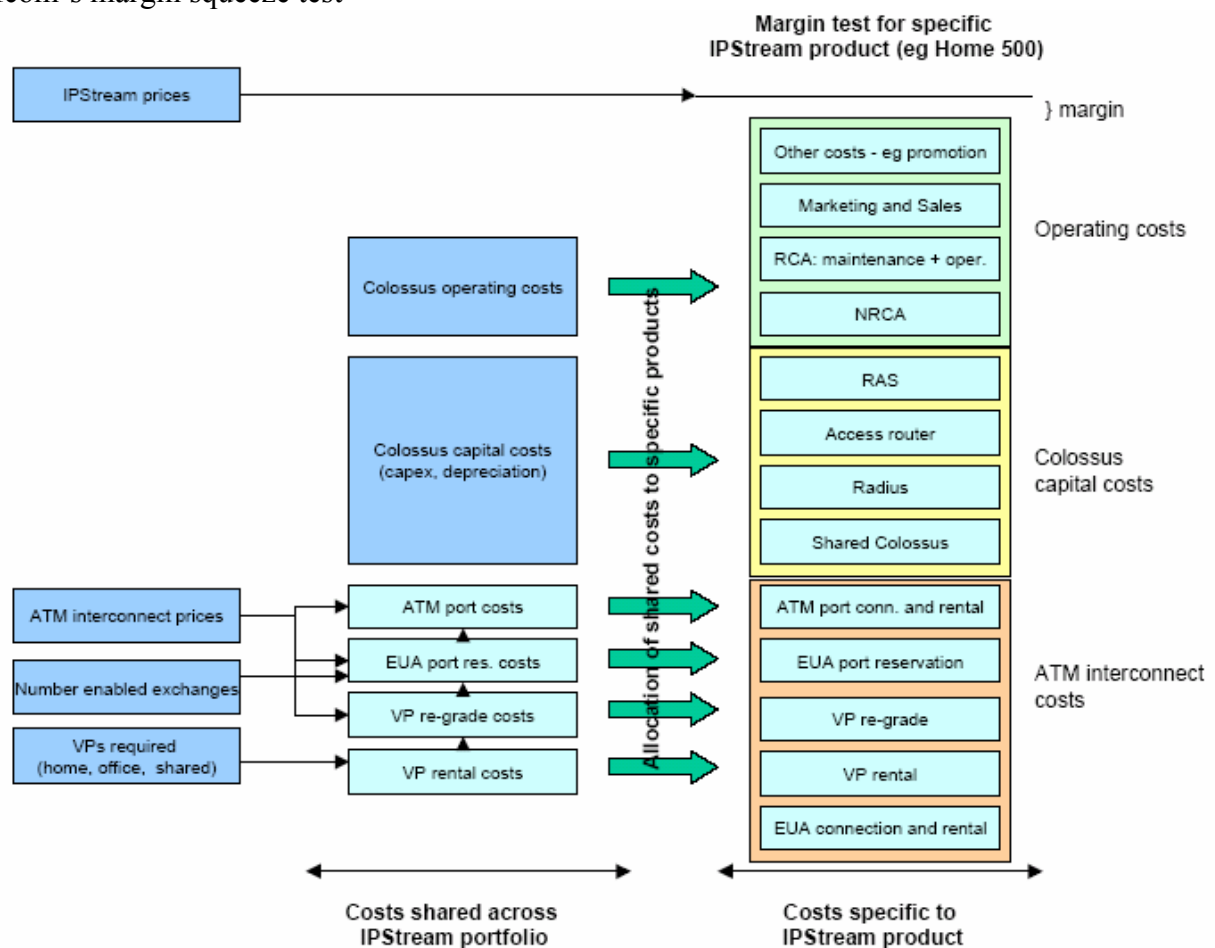 Margin test for specific
IPStream product (eg Home 500)
IPStream prices
} margin
Other costs - eg promotion
Marketing and Sales
RCA: maintenance + oper.
NRCA
Operating costs
Colossus operating costs
Colossus capital costs
(capex, depreciation)
Allocation of shared costs to specific products
RAS
Access router
Radius
Shared Colossus
Colossus
capital costs
ATM interconnect prices
Number enabled exchanges
VPs required
(home, office, shared)
ATM port costs
EUA port res. costs
VP re-grade costs
VP rental costs
ATM port conn. and rental
EUA port reservation
VP re-grade
VP rental
EUA connection and rental
ATM interconnect
costs
Costs shared across
IPStream portfolio
Costs specific to
IPStream product